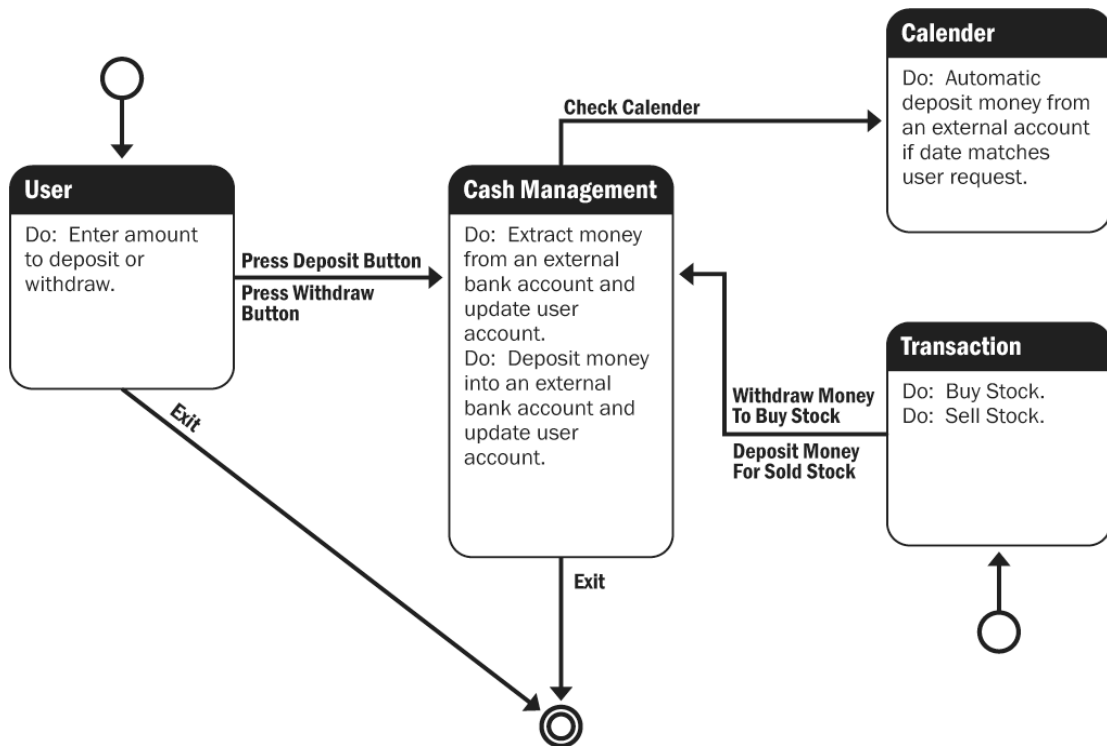 User
Do: Enter amount
to deposit or
withdraw.
Press Deposit Button
Press Withdraw
Button
Exit
Cash Management
Do: Extract money
from an external
bank account and
update user
account.
Do: Deposit money
into an external
bank account and
update user
account.
Exit
Check Calender
Calender
Do: Automatic
deposit money from
an external account
if date matches
user request.
Transaction
Do: Buy Stock.
Do: Sell Stock.
Withdraw Money
To Buy Stock
Deposit Money
For Sold Stock